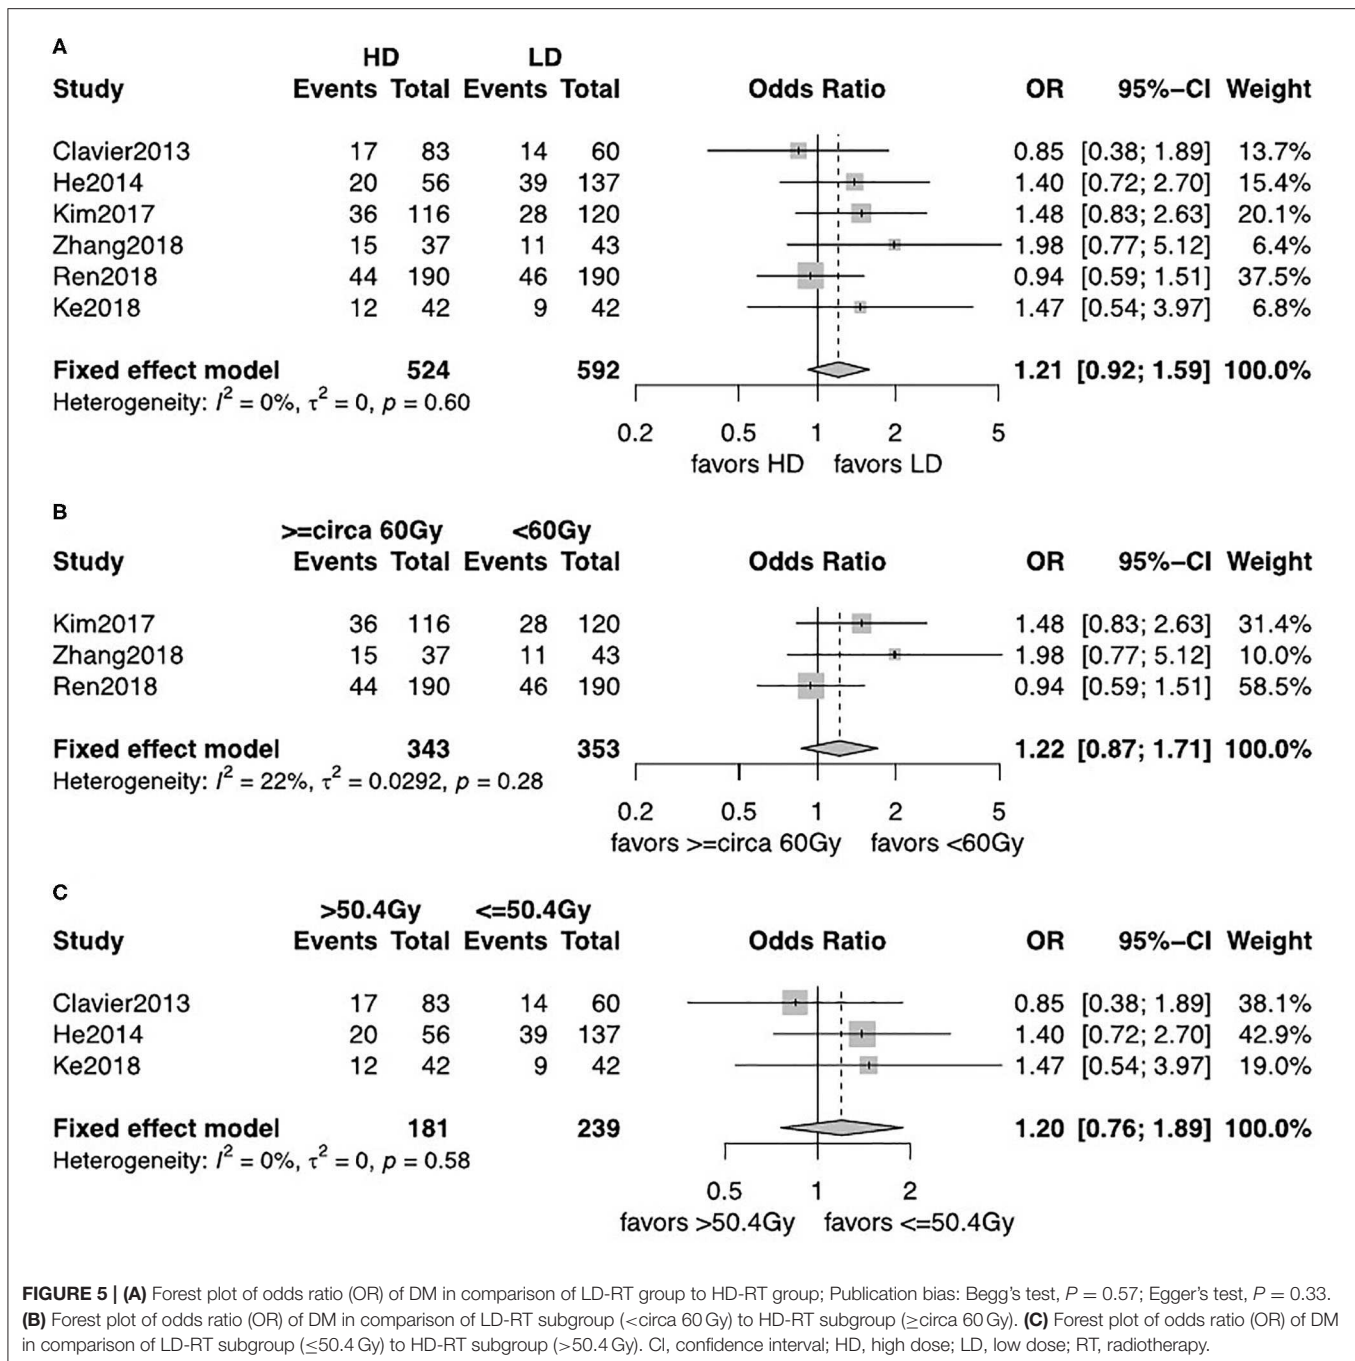 A
HD LD
Study Events Total Events Total Odds Ratio OR 95%−CI Weight
Clavier2013 17 83 14 60 0.85 [0.38; 1.89] 13.7%
He2014 20 56 39 137 1.40 [0.72; 2.70] 15.4%
Kim2017 36 116 28 120 1.48 [0.83; 2.63] 20.1%
Zhang2018 15 37 11 43 1.98 [0.77; 5.12] 6.4%
Ren2018 44 190 46 190 0.94 [0.59; 1.51] 37.5%
Ke2018 12 42 9 42 1.47 [0.54; 3.97] 6.8%
Fixed effect model 524 592 1.21 [0.92; 1.59] 100.0%
Heterogeneity: I² = 0%, τ² = 0, p = 0.60
0.2 0.5 1 2 5
favors HD favors LD
B
>=circa 60Gy <60Gy
Study Events Total Events Total Odds Ratio OR 95%−CI Weight
Kim2017 36 116 28 120 1.48 [0.83; 2.63] 31.4%
Zhang2018 15 37 11 43 1.98 [0.77; 5.12] 10.0%
Ren2018 44 190 46 190 0.94 [0.59; 1.51] 58.5%
Fixed effect model 343 353 1.22 [0.87; 1.71] 100.0%
Heterogeneity: I² = 22%, τ² = 0.0292, p = 0.28
0.2 0.5 1 2 5
favors >=circa 60Gy favors <60Gy
C
>50.4Gy <=50.4Gy
Study Events Total Events Total Odds Ratio OR 95%−CI Weight
Clavier2013 17 83 14 60 0.85 [0.38; 1.89] 38.1%
He2014 20 56 39 137 1.40 [0.72; 2.70] 42.9%
Ke2018 12 42 9 42 1.47 [0.54; 3.97] 19.0%
Fixed effect model 181 239 1.20 [0.76; 1.89] 100.0%
Heterogeneity: I² = 0%, τ² = 0, p = 0.58
0.5 1 2
favors >50.4Gy favors <=50.4Gy
FIGURE 5 | (A) Forest plot of odds ratio (OR) of DM in comparison of LD-RT group to HD-RT group; Publication bias: Begg's test, P = 0.57; Egger's test, P = 0.33.
(B) Forest plot of odds ratio (OR) of DM in comparison of LD-RT subgroup (<circa 60 Gy) to HD-RT subgroup (≥circa 60 Gy). (C) Forest plot of odds ratio (OR) of DM
in comparison of LD-RT subgroup (≤50.4 Gy) to HD-RT subgroup (>50.4 Gy). CI, confidence interval; HD, high dose; LD, low dose; RT, radiotherapy.